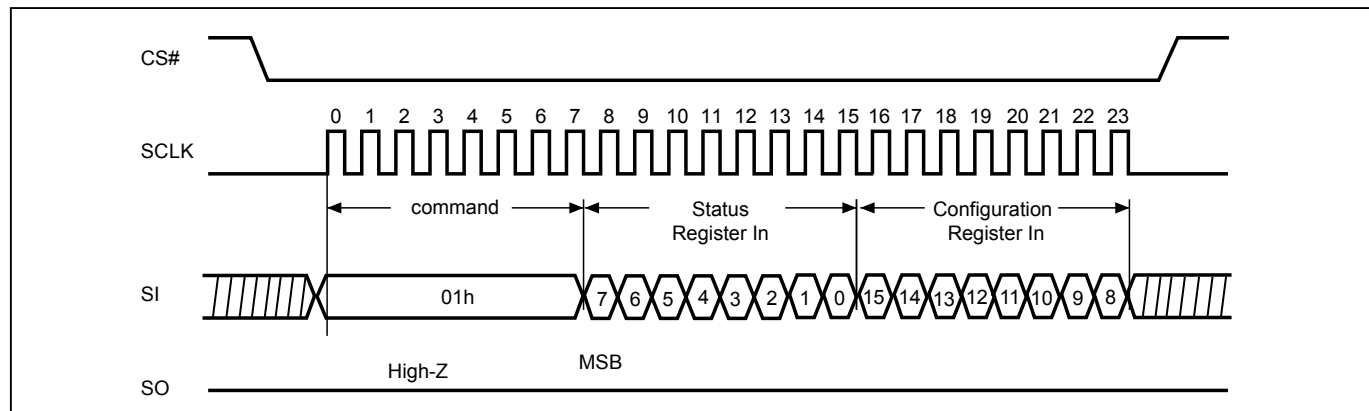 CS#
0 1 2 3 4 5 6 7 8 9 10 11 12 13 14 15 16 17 18 19 20 21 22 23
SCLK
command
Status
Register In
Configuration
Register In
SI
01h
7 6 5 4 3 2 1 0 15 14 13 12 11 10 9 8
High-Z
MSB
SO